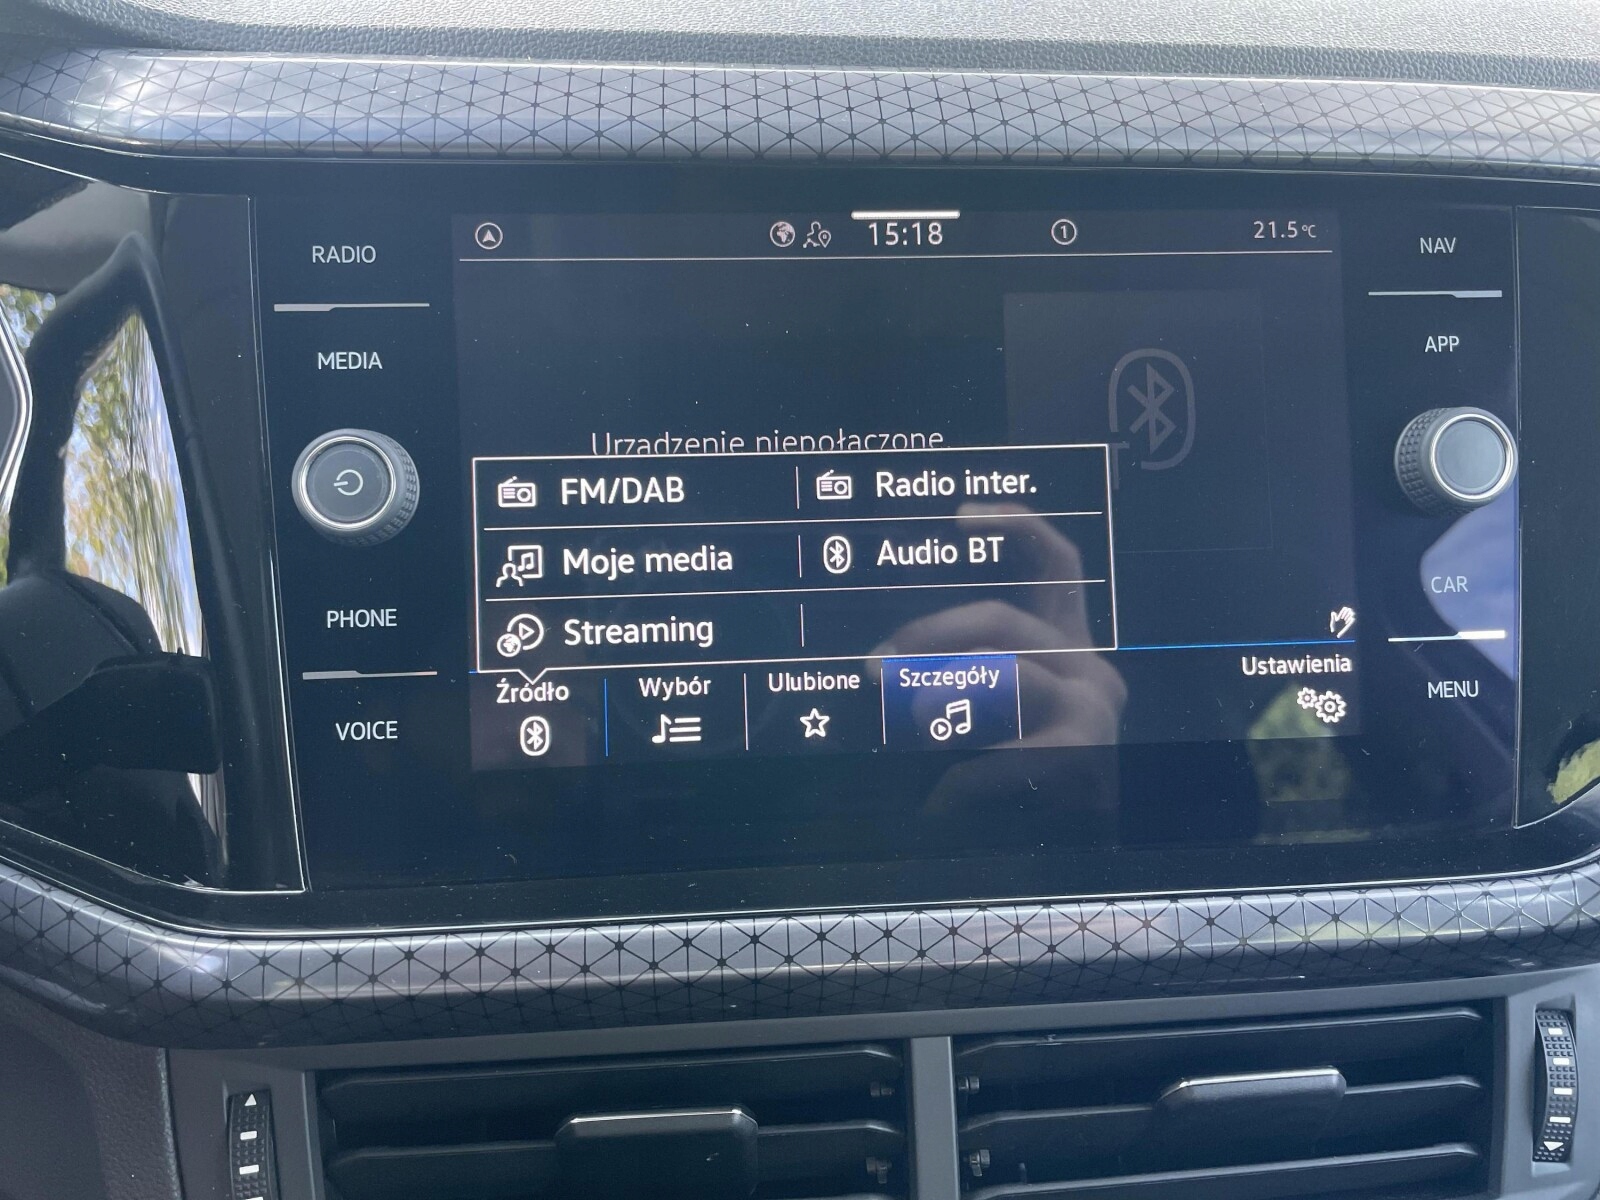 RADIO
MEDIA
PHONE
VOICE
15:18
1
21.5°C
Urządzenie niepołączone.
FM/DAB
Radio inter.
Moje media
Audio BT
Streaming
Źródło
Wybór
Ulubione
Szczegóły
Ustawienia
NAV
APP
CAR
MENU